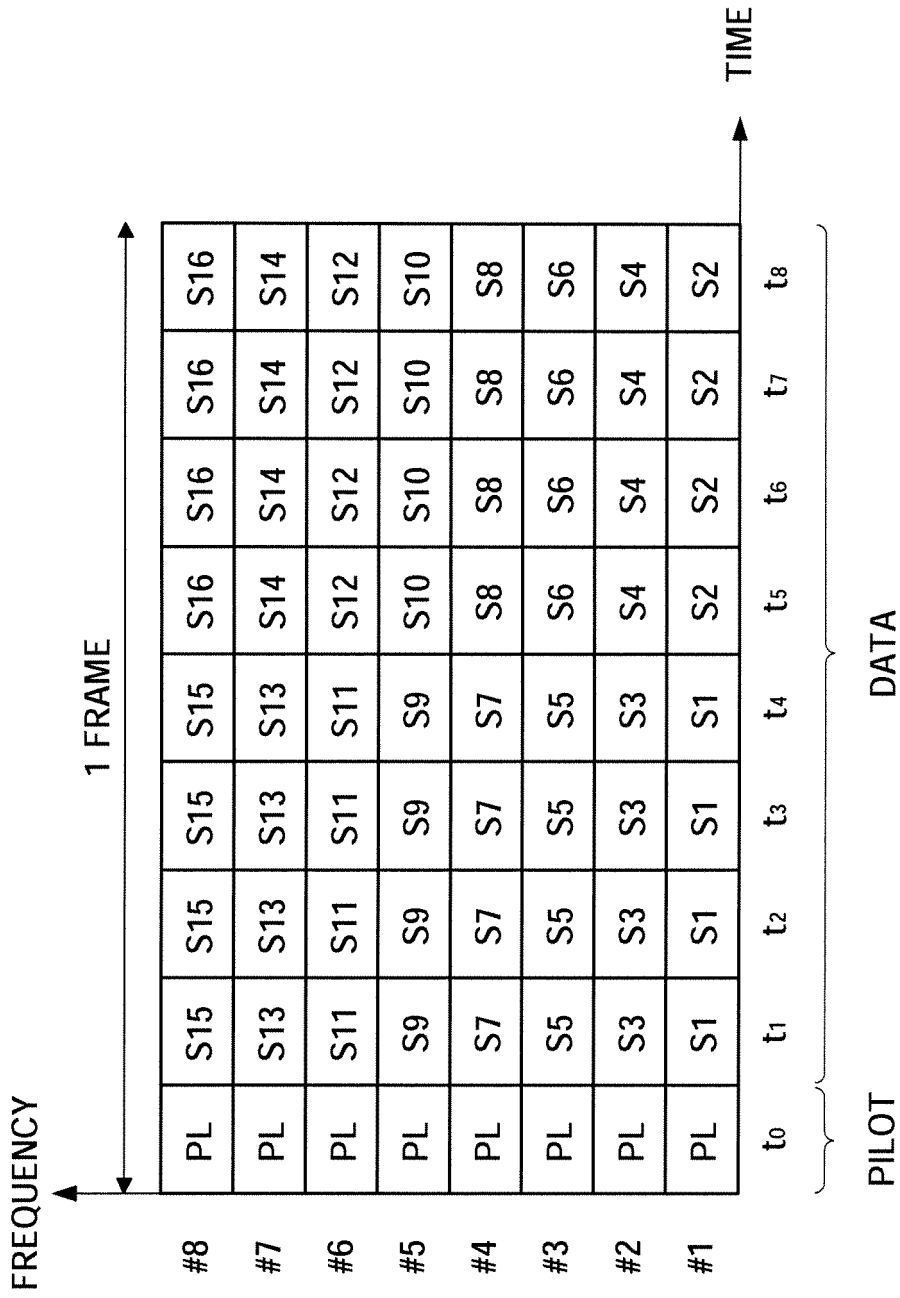 FREQUENCY
1 FRAME
#8 PL S15 S15 S15 S15 S16 S16 S16 S16
#7 PL S13 S13 S13 S13 S14 S14 S14 S14
#6 PL S11 S11 S11 S11 S12 S12 S12 S12
#5 PL S9 S9 S9 S9 S10 S10 S10 S10
#4 PL S7 S7 S7 S7 S8 S8 S8 S8
#3 PL S5 S5 S5 S5 S6 S6 S6 S6
#2 PL S3 S3 S3 S3 S4 S4 S4 S4
#1 PL S1 S1 S1 S1 S2 S2 S2 S2
TIME
t0 t1 t2 t3 t4 t5 t6 t7 t8
PILOT DATA